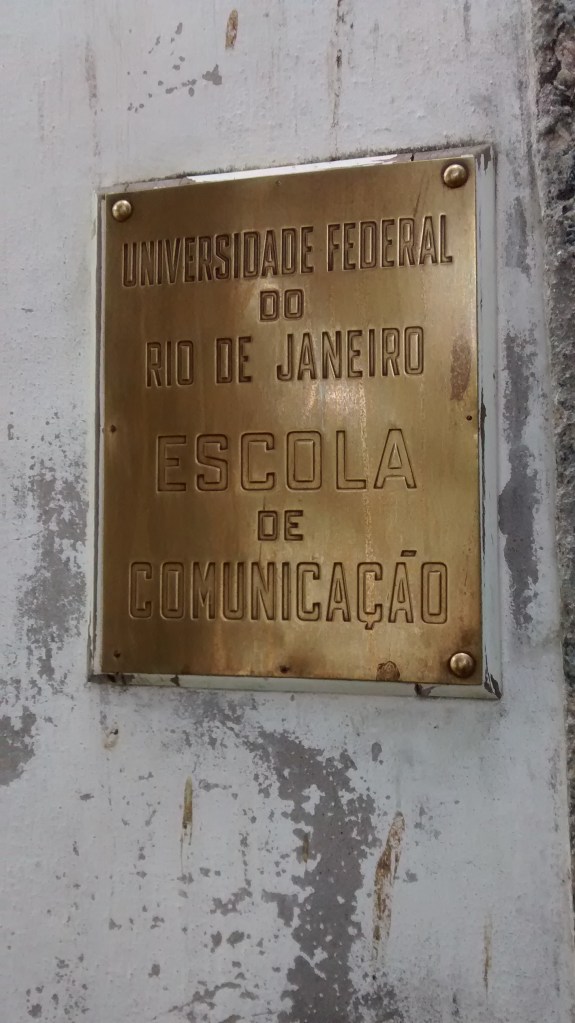 UNIVERSIDADE FEDERAL
DO
RIO DE JANEIRO
ESCOLA
DE
COMUNICAÇÃO